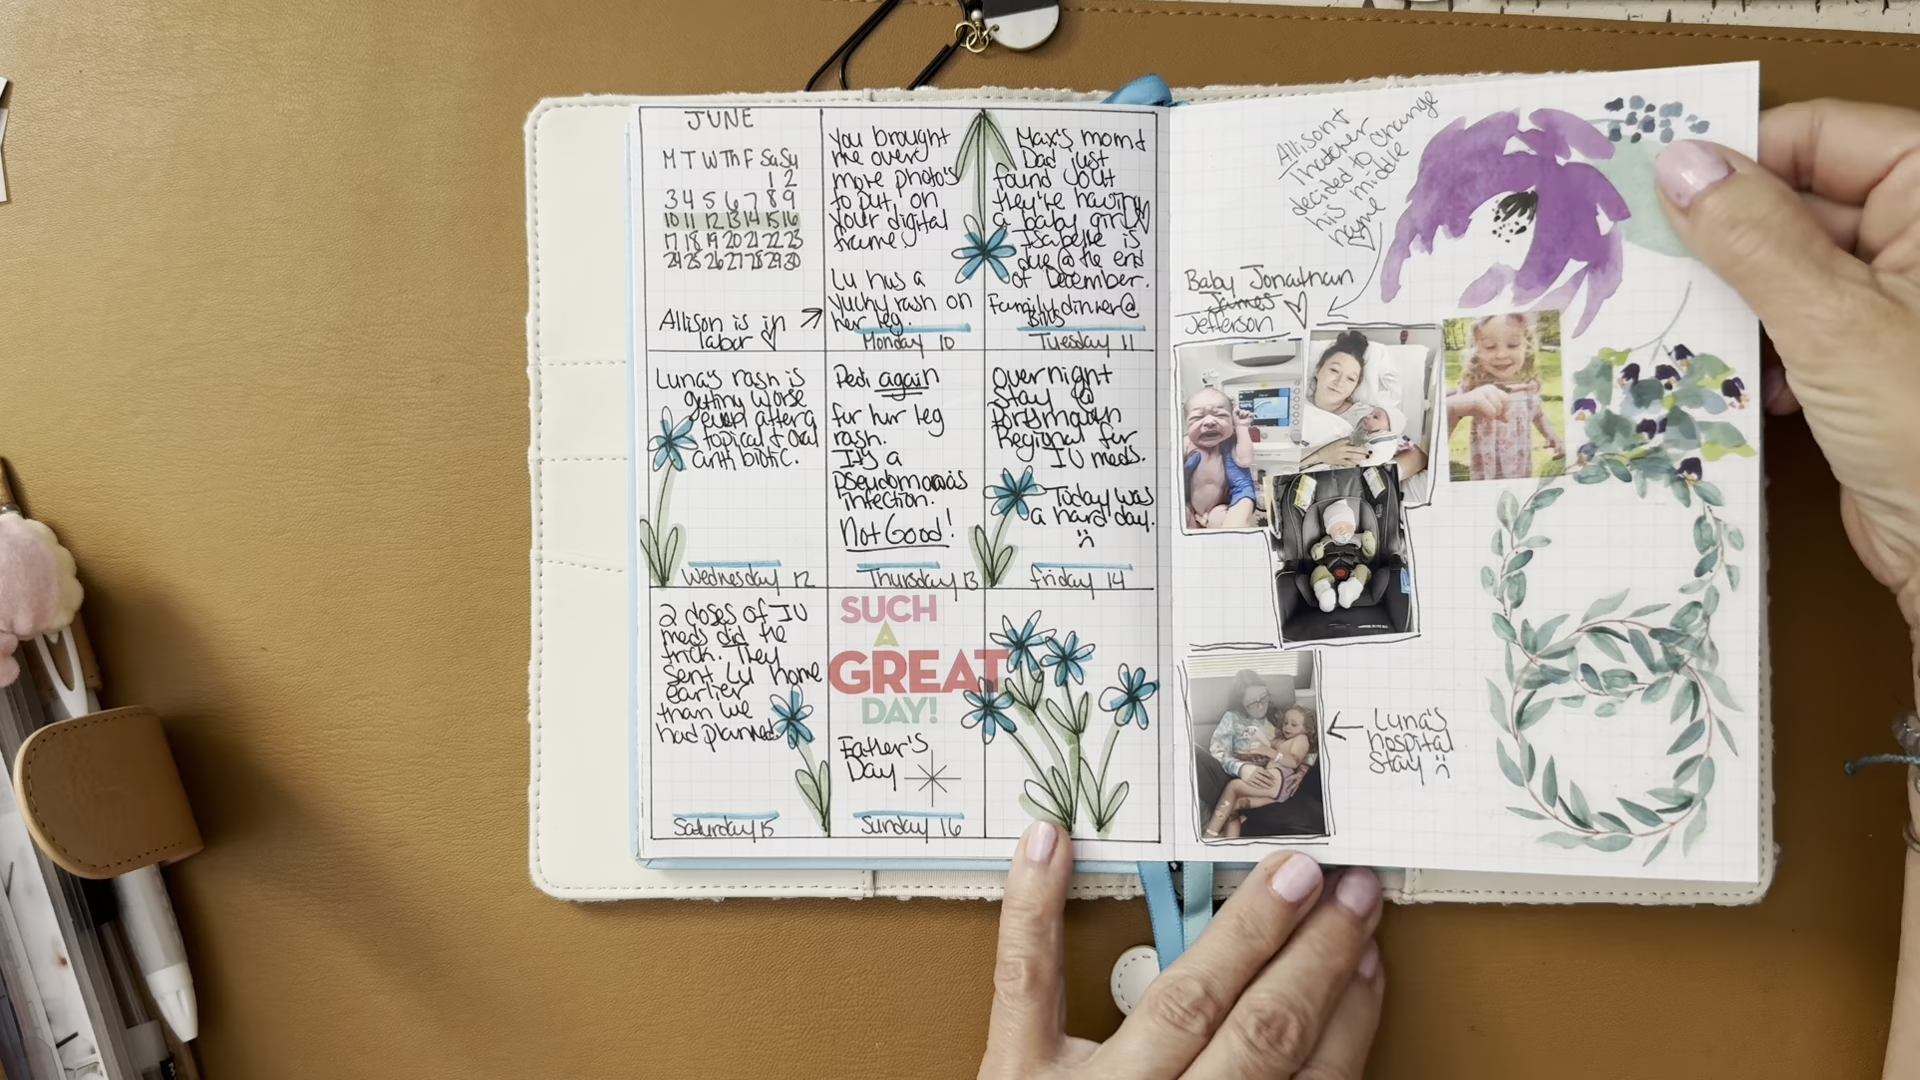 JUNE
M T W Th F Sa Su
1 2
3 4 5 6 7 8 9
10 11 12 13 14 15 16
17 18 19 20 21 22 23
24 25 26 27 28 29 30
Allison is in
labor
You brought
me over
more photo's
to put on
your digital
frame
Lu has a
yuchy rash on
her leg.
Monday 10
Max's mom &
Dad just
found out
they're having
a baby girl
Isabelle is
due @ the end
of December.
Family dinner @
Bills
Tuesday 11
Luna's rash is
getting worse
even after a
topical & oral
antibiotic.
Wednesday 12
Pedi again
for her leg
rash.
It's a
pseudomonas
infection.
Not Good!
Thursday 13
Overnight
Stay @
Portsmouth
Regional for
IV meds.
Today was
a hard day.
Friday 14
2 doses of IV
meds did the
trick. They
sent Lu home
earlier
than we
had planned.
Saturday 15
SUCH
A
GREAT
DAY!
Father's
Day
Sunday 16
Allison &
Thatcher
decided to change
his middle
name
Baby Jonathan
James
Jefferson
Luna's
hospital
Stay